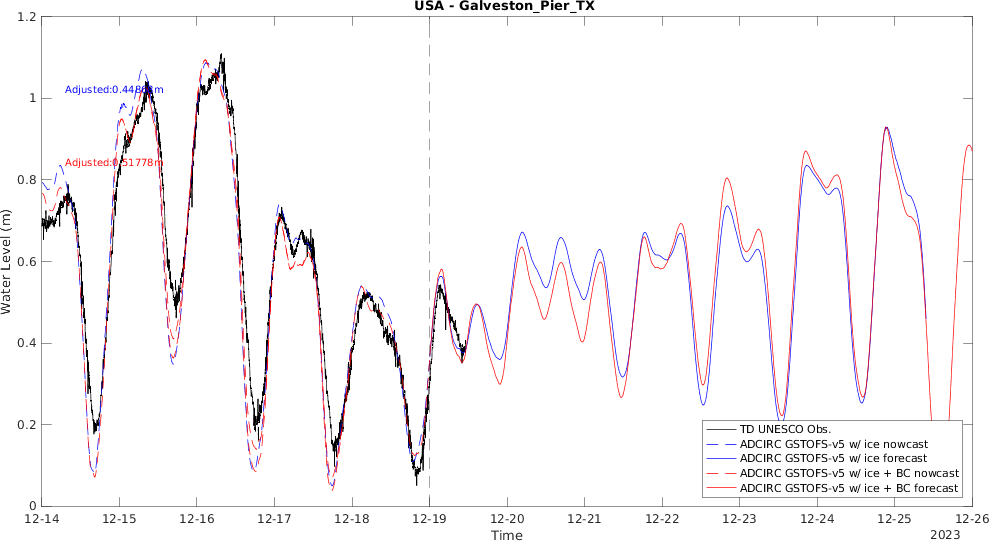 USA - Galveston_Pier_TX
1.2
1
0.8
0.6
0.4
0.2
0
Water Level (m)
Adjusted:0.44
Adjusted:0.51778m
12-14 12-15 12-16 12-17 12-18 12-19 12-20 12-21 12-22 12-23 12-24 12-25 12-26
Time
2023
TD UNESCO Obs.
ADCIRC GSTOFS-v5 w/ ice nowcast
ADCIRC GSTOFS-v5 w/ ice forecast
ADCIRC GSTOFS-v5 w/ ice + BC nowcast
ADCIRC GSTOFS-v5 w/ ice + BC forecast